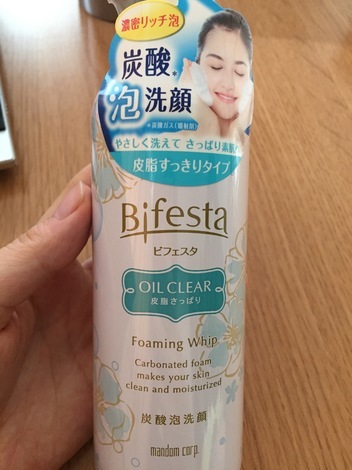 濃密リッチ泡
炭酸*
泡洗顔
*炭酸ガス(噴射剤)
やさしく洗えて さっぱり素肌へ
皮脂すっきりタイプ
Bifesta
ビフェスタ
OIL CLEAR
皮脂さっぱり
Foaming Whip
Carbonated foam
makes your skin
clean and moisturized
炭酸泡洗顔
mandom corp.